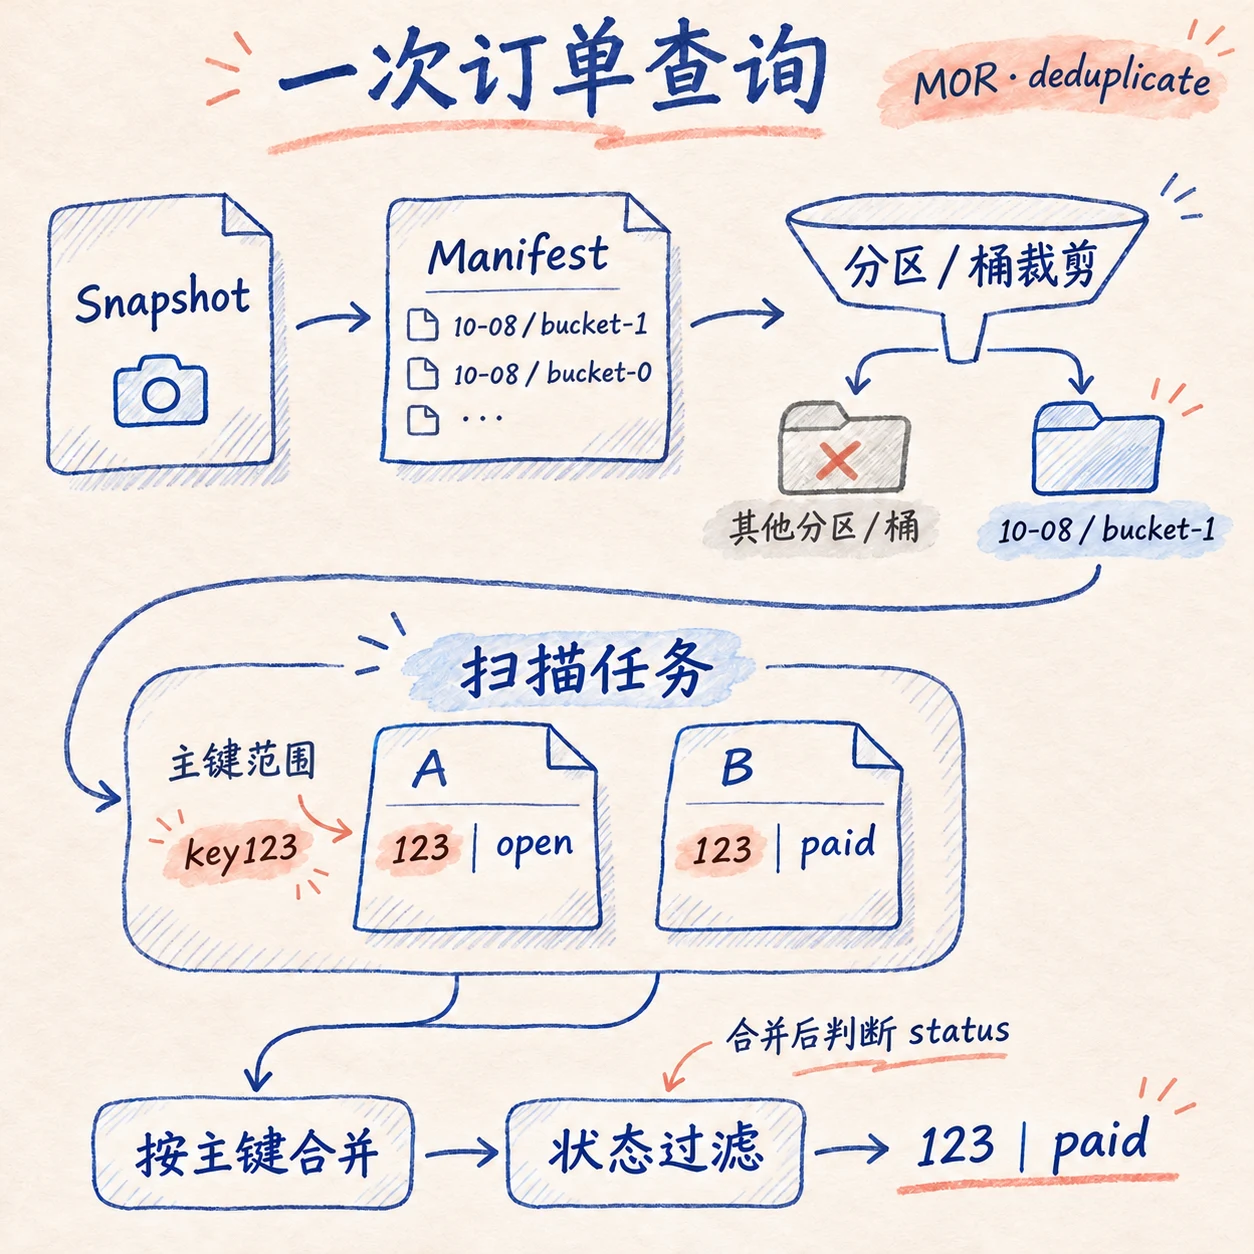 一次订单查询
MOR · deduplicate
Snapshot
Manifest
10-08 / bucket-1
10-08 / bucket-0
...
分区 / 桶裁剪
其他分区 / 桶
10-08 / bucket-1
扫描任务
主键范围
key123
A
123 | open
B
123 | paid
合并后判断 status
按主键合并
状态过滤
123 | paid